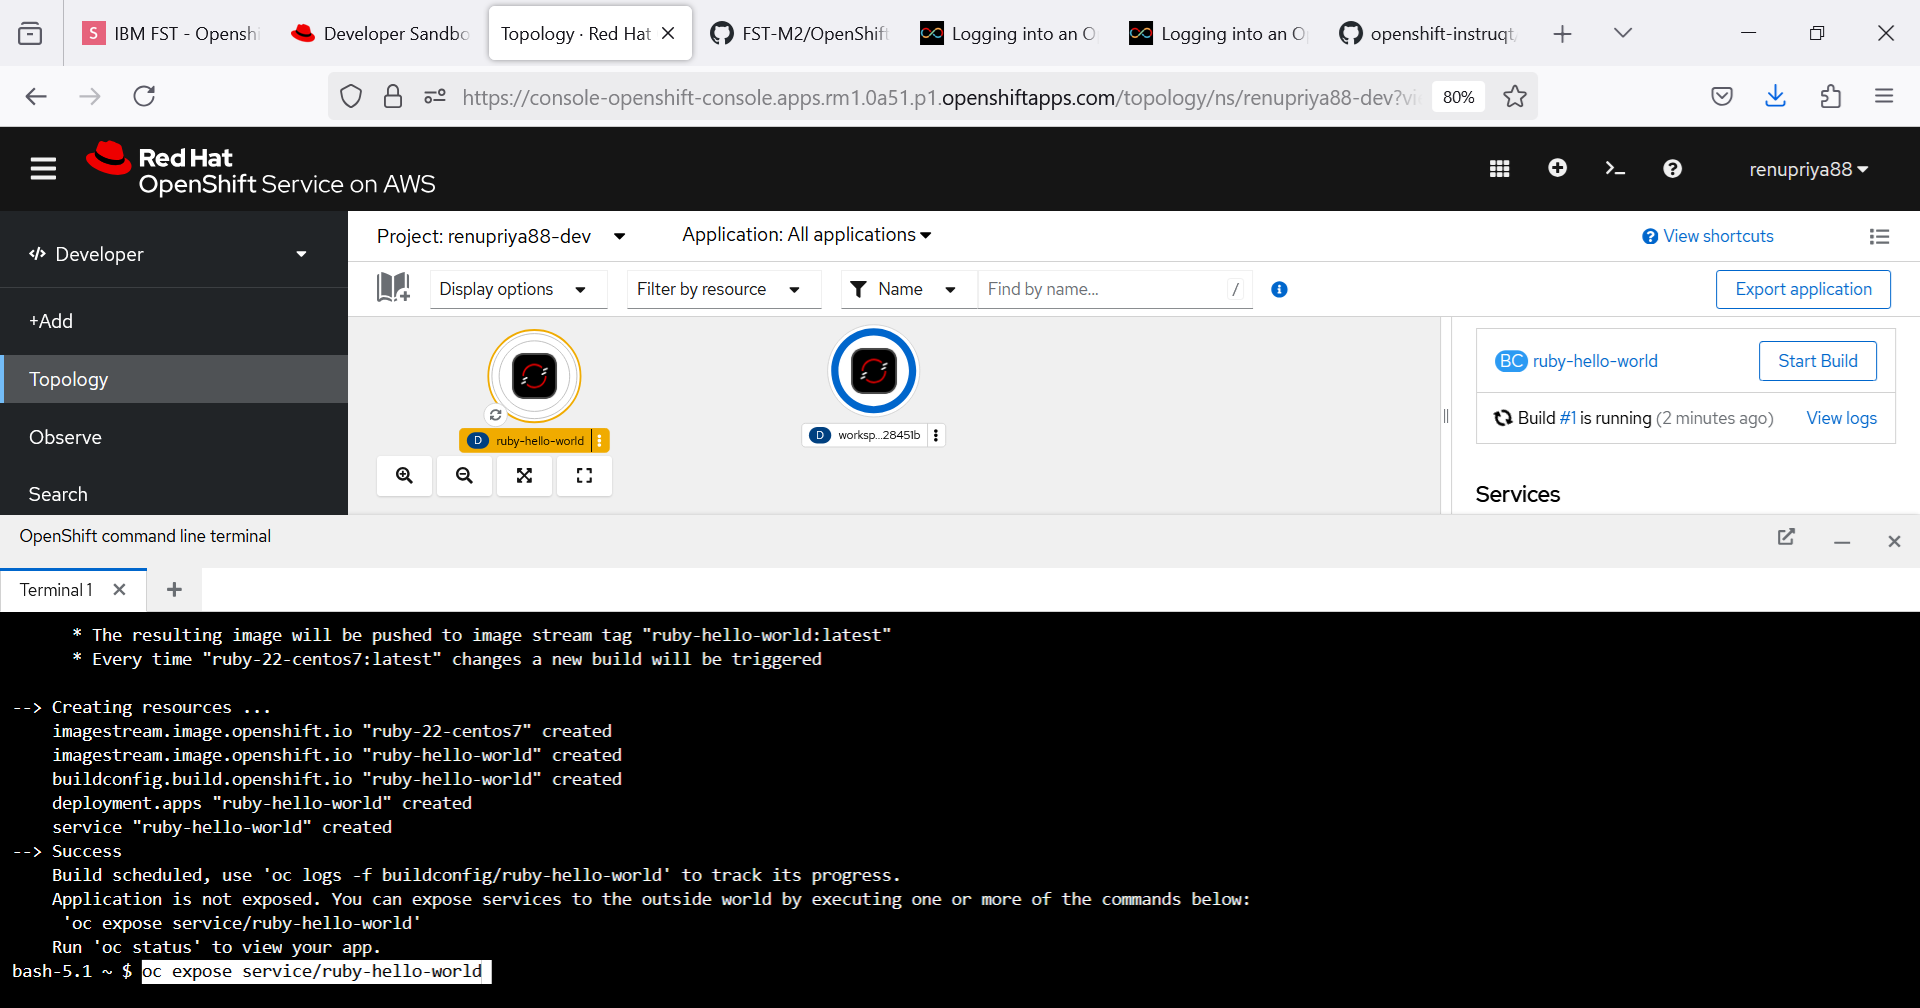 S IBM FST - Openshi
Developer Sandbo
Topology · Red Hat
FST-M2/OpenShift
Logging into an O
Logging into an O
openshift-instruqt
https://console-openshift-console.apps.rm1.0a51.p1.openshiftapps.com/topology/ns/renupriya88-dev?vi
80%
Red Hat
OpenShift Service on AWS
renupriya88
Developer
Project: renupriya88-dev
Application: All applications
View shortcuts
+Add
Display options
Filter by resource
Name
Find by name...
/
Export application
Topology
BC ruby-hello-world
Start Build
Build #1 is running (2 minutes ago)
View logs
Observe
D ruby-hello-world
D worksp...28451b
Search
Services
OpenShift command line terminal
Terminal 1
* The resulting image will be pushed to image stream tag "ruby-hello-world:latest"
* Every time "ruby-22-centos7:latest" changes a new build will be triggered
--> Creating resources ...
imagestream.image.openshift.io "ruby-22-centos7" created
imagestream.image.openshift.io "ruby-hello-world" created
buildconfig.build.openshift.io "ruby-hello-world" created
deployment.apps "ruby-hello-world" created
service "ruby-hello-world" created
--> Success
Build scheduled, use 'oc logs -f buildconfig/ruby-hello-world' to track its progress.
Application is not exposed. You can expose services to the outside world by executing one or more of the commands below:
'oc expose service/ruby-hello-world'
Run 'oc status' to view your app.
bash-5.1 ~ $ oc expose service/ruby-hello-world